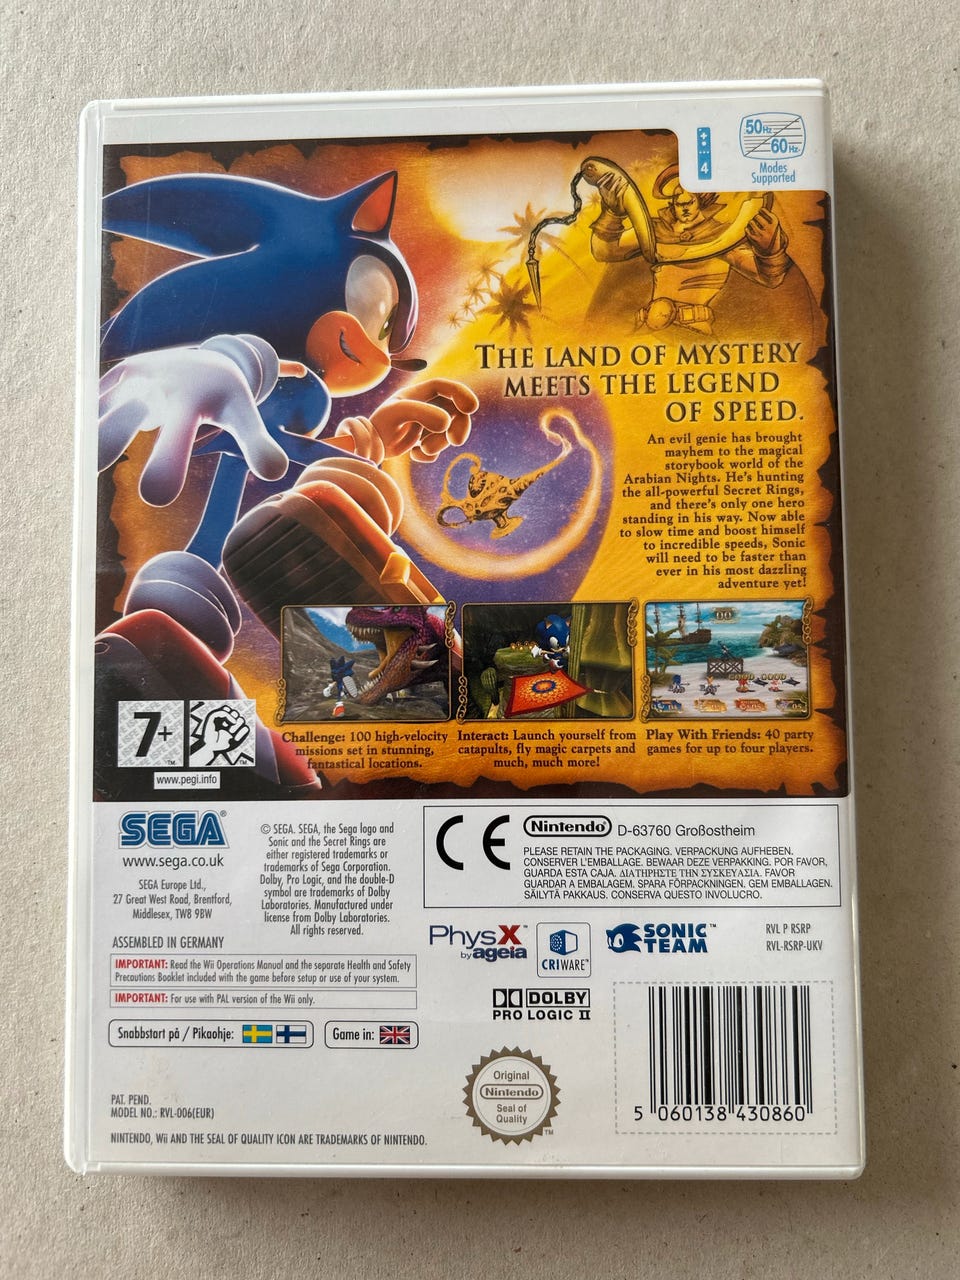 50Hz
60Hz
Modes
Supported
4
THE LAND OF MYSTERY
MEETS THE LEGEND
OF SPEED.
An evil genie has brought
mayhem to the magical
storybook world of the
Arabian Nights. He's hunting
the all-powerful Secret Rings,
and there's only one hero
standing in his way. Now able
to slow time and boost himself
to incredible speeds, Sonic
will need to be faster than
ever in his most dazzling
adventure yet!
Challenge: 100 high-velocity
missions set in stunning,
fantastical locations.
Interact: Launch yourself from
catapults, fly magic carpets and
much, much more!
Play With Friends: 40 party
games for up to four players.
7+
™
™
www.pegi.info
SEGA®
www.sega.co.uk
SEGA Europe Ltd.,
27 Great West Road, Brentford,
Middlesex, TW8 9BW
© SEGA. SEGA, the Sega logo and
Sonic and the Secret Rings are
either registered trademarks or
trademarks of Sega Corporation.
Dolby, Pro Logic, and the double-D
symbol are trademarks of Dolby
Laboratories. Manufactured under
license from Dolby Laboratories.
All rights reserved.
CE
Nintendo® D-63760 Großostheim
PLEASE RETAIN THE PACKAGING. VERPACKUNG AUFHEBEN.
CONSERVER L'EMBALLAGE. BEWAAR DEZE VERPAKKING. POR FAVOR,
GUARDA ESTA CAJA. ΔΙΑΤΗΡΗΣΤΕ ΤΗΝ ΣΥΣΚΕΥΑΣΙΑ. FAVOR
GUARDAR A EMBALAGEM. SPARA FÖRPACKNINGEN. GEM EMBALLAGEN.
SÄILYTÄ PAKKAUS. CONSERVA QUESTO INVOLUCRO.
ASSEMBLED IN GERMANY
IMPORTANT: Read the Wii Operations Manual and the separate Health and Safety
Precautions Booklet included with the game before setup or use of your system.
IMPORTANT: For use with PAL version of the Wii only.
Snabbstart på / Pikaohje:
Game in:
PhysX™
by ageia
CRIWARE™
SONIC
TEAM™
RVL P RSRP
RVL-RSRP-UKV
DOLBY
PRO LOGIC II
Original
Nintendo
Seal of
Quality
™
5 060138 430860
PAT. PEND.
MODEL NO.: RVL-006(EUR)
NINTENDO, Wii AND THE SEAL OF QUALITY ICON ARE TRADEMARKS OF NINTENDO.